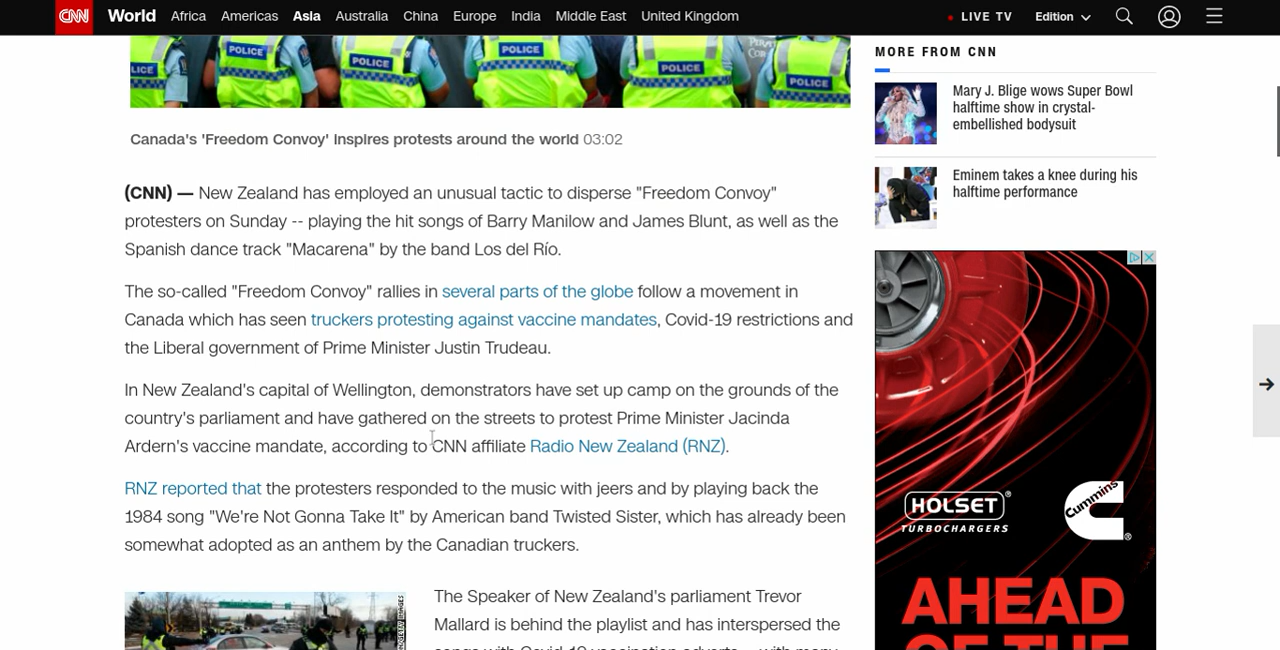 CNN World Africa Americas Asia Australia China Europe India Middle East United Kingdom LIVE TV Edition
POLICE POLICE POLICE POLICE POLICE
LICE
Canada's 'Freedom Convoy' inspires protests around the world 03:02
(CNN) — New Zealand has employed an unusual tactic to disperse "Freedom Convoy"
protesters on Sunday -- playing the hit songs of Barry Manilow and James Blunt, as well as the
Spanish dance track "Macarena" by the band Los del Río.
The so-called "Freedom Convoy" rallies in several parts of the globe follow a movement in
Canada which has seen truckers protesting against vaccine mandates, Covid-19 restrictions and
the Liberal government of Prime Minister Justin Trudeau.
In New Zealand's capital of Wellington, demonstrators have set up camp on the grounds of the
country's parliament and have gathered on the streets to protest Prime Minister Jacinda
Ardern's vaccine mandate, according to CNN affiliate Radio New Zealand (RNZ).
RNZ reported that the protesters responded to the music with jeers and by playing back the
1984 song "We're Not Gonna Take It" by American band Twisted Sister, which has already been
somewhat adopted as an anthem by the Canadian truckers.
The Speaker of New Zealand's parliament Trevor
Mallard is behind the playlist and has interspersed the
songs with Covid-19 vaccination adverts -- with many
MORE FROM CNN
Mary J. Blige wows Super Bowl
halftime show in crystal-
embellished bodysuit
Eminem takes a knee during his
halftime performance
HOLSET®
TURBOCHARGERS
Cummins®
AHEAD
OF THE